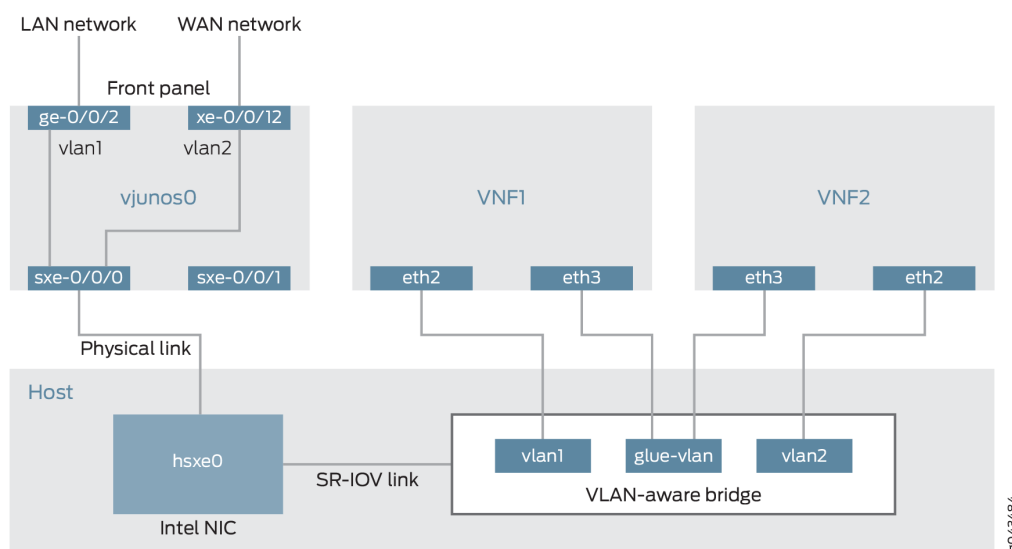 LAN network
WAN network
Front panel
ge-0/0/2
xe-0/0/12
vlan1
vlan2
vjunos0
VNF1
VNF2
sxe-0/0/0
sxe-0/0/1
eth2
eth3
eth3
eth2
Physical link
Host
hsxe0
vlan1
glue-vlan
vlan2
SR-IOV link
VLAN-aware bridge
Intel NIC